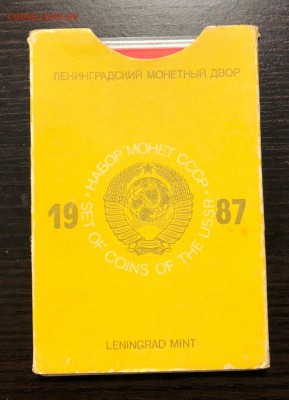 ЛЕНИНГРАДСКИЙ МОНЕТНЫЙ ДВОР
• НАБОР МОНЕТ СССР •
SET OF COINS OF THE USSR
19 87
LENINGRAD MINT